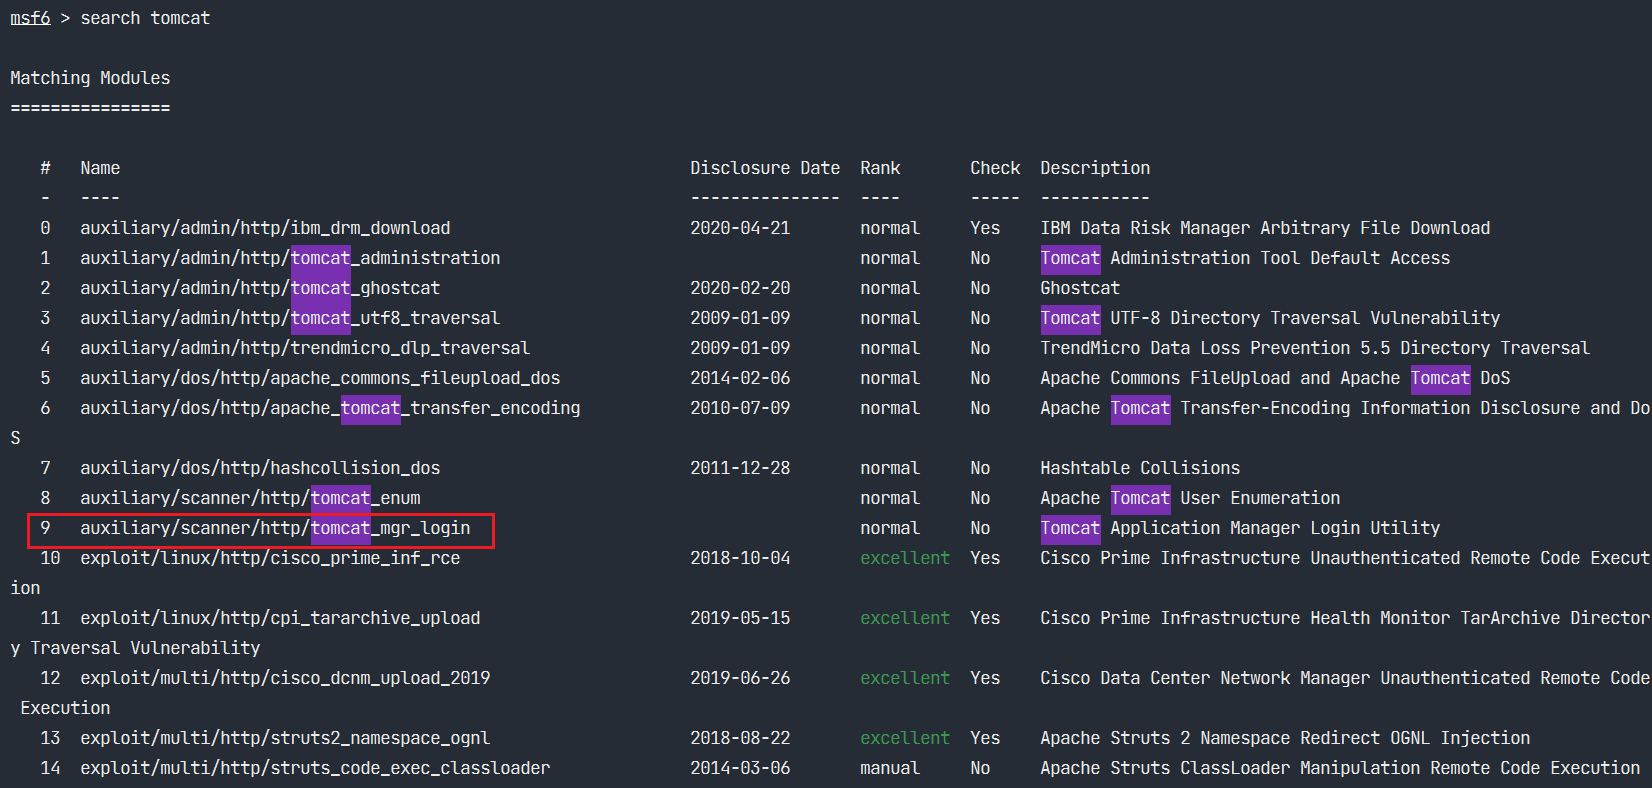 msf6 > search tomcat
Matching Modules
================
#   Name                                                         Disclosure Date  Rank       Check  Description
-   ----                                                         ---------------  ----       -----  -----------
0   auxiliary/admin/http/ibm_drm_download                        2020-04-21       normal     Yes    IBM Data Risk Manager Arbitrary File Download
1   auxiliary/admin/http/tomcat_administration                                    normal     No     Tomcat Administration Tool Default Access
2   auxiliary/admin/http/tomcat_ghostcat                         2020-02-20       normal     No     Ghostcat
3   auxiliary/admin/http/tomcat_utf8_traversal                   2009-01-09       normal     No     Tomcat UTF-8 Directory Traversal Vulnerability
4   auxiliary/admin/http/trendmicro_dlp_traversal                2009-01-09       normal     No     TrendMicro Data Loss Prevention 5.5 Directory Traversal
5   auxiliary/dos/http/apache_commons_fileupload_dos             2014-02-06       normal     No     Apache Commons FileUpload and Apache Tomcat DoS
6   auxiliary/dos/http/apache_tomcat_transfer_encoding           2010-07-09       normal     No     Apache Tomcat Transfer-Encoding Information Disclosure and Do
S
7   auxiliary/dos/http/hashcollision_dos                         2011-12-28       normal     No     Hashtable Collisions
8   auxiliary/scanner/http/tomcat_enum                                            normal     No     Apache Tomcat User Enumeration
9   auxiliary/scanner/http/tomcat_mgr_login                                       normal     No     Tomcat Application Manager Login Utility
10  exploit/linux/http/cisco_prime_inf_rce                       2018-10-04       excellent  Yes    Cisco Prime Infrastructure Unauthenticated Remote Code Execut
ion
11  exploit/linux/http/cpi_tararchive_upload                     2019-05-15       excellent  Yes    Cisco Prime Infrastructure Health Monitor TarArchive Director
y Traversal Vulnerability
12  exploit/multi/http/cisco_dcnm_upload_2019                    2019-06-26       excellent  Yes    Cisco Data Center Network Manager Unauthenticated Remote Code
Execution
13  exploit/multi/http/struts2_namespace_ognl                    2018-08-22       excellent  Yes    Apache Struts 2 Namespace Redirect OGNL Injection
14  exploit/multi/http/struts_code_exec_classloader              2014-03-06       manual     No     Apache Struts ClassLoader Manipulation Remote Code Execution